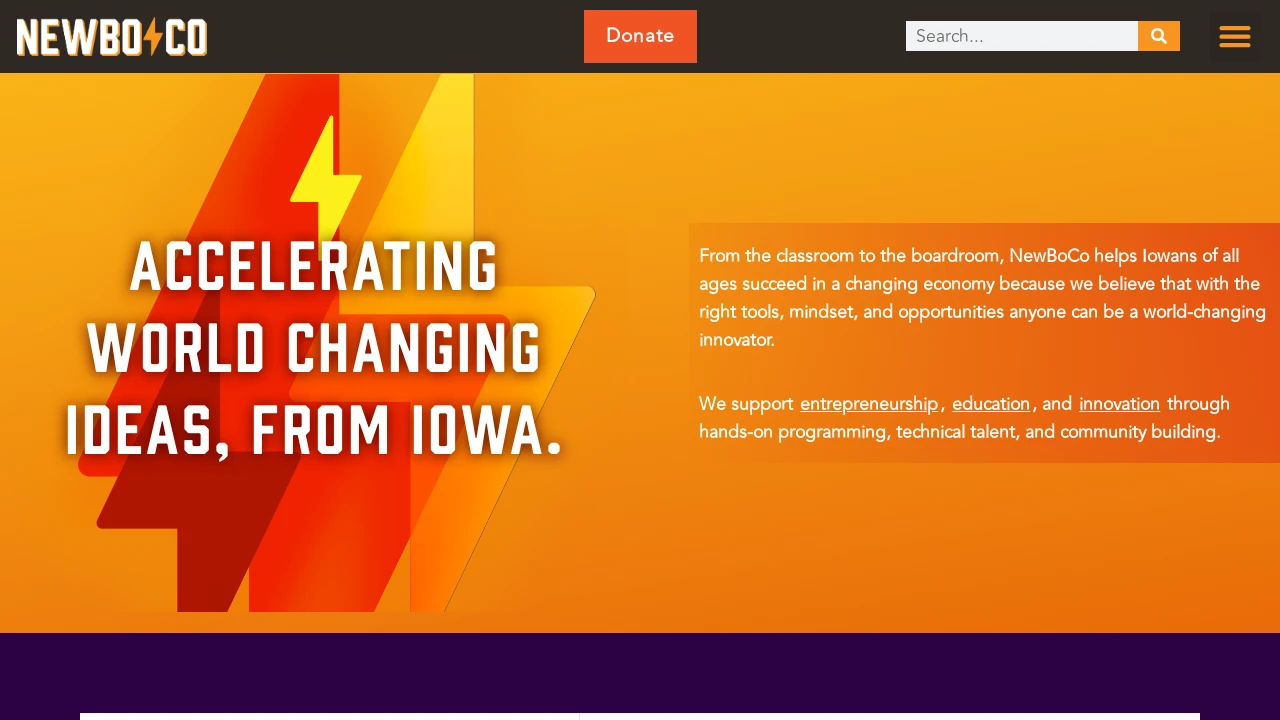 NEWBOCO
Donate
Search...
ACCELERATING
WORLD CHANGING
IDEAS, FROM IOWA.
From the classroom to the boardroom, NewBoCo helps Iowans of all
ages succeed in a changing economy because we believe that with the
right tools, mindset, and opportunities anyone can be a world-changing
innovator.
We support entrepreneurship, education, and innovation through
hands-on programming, technical talent, and community building.